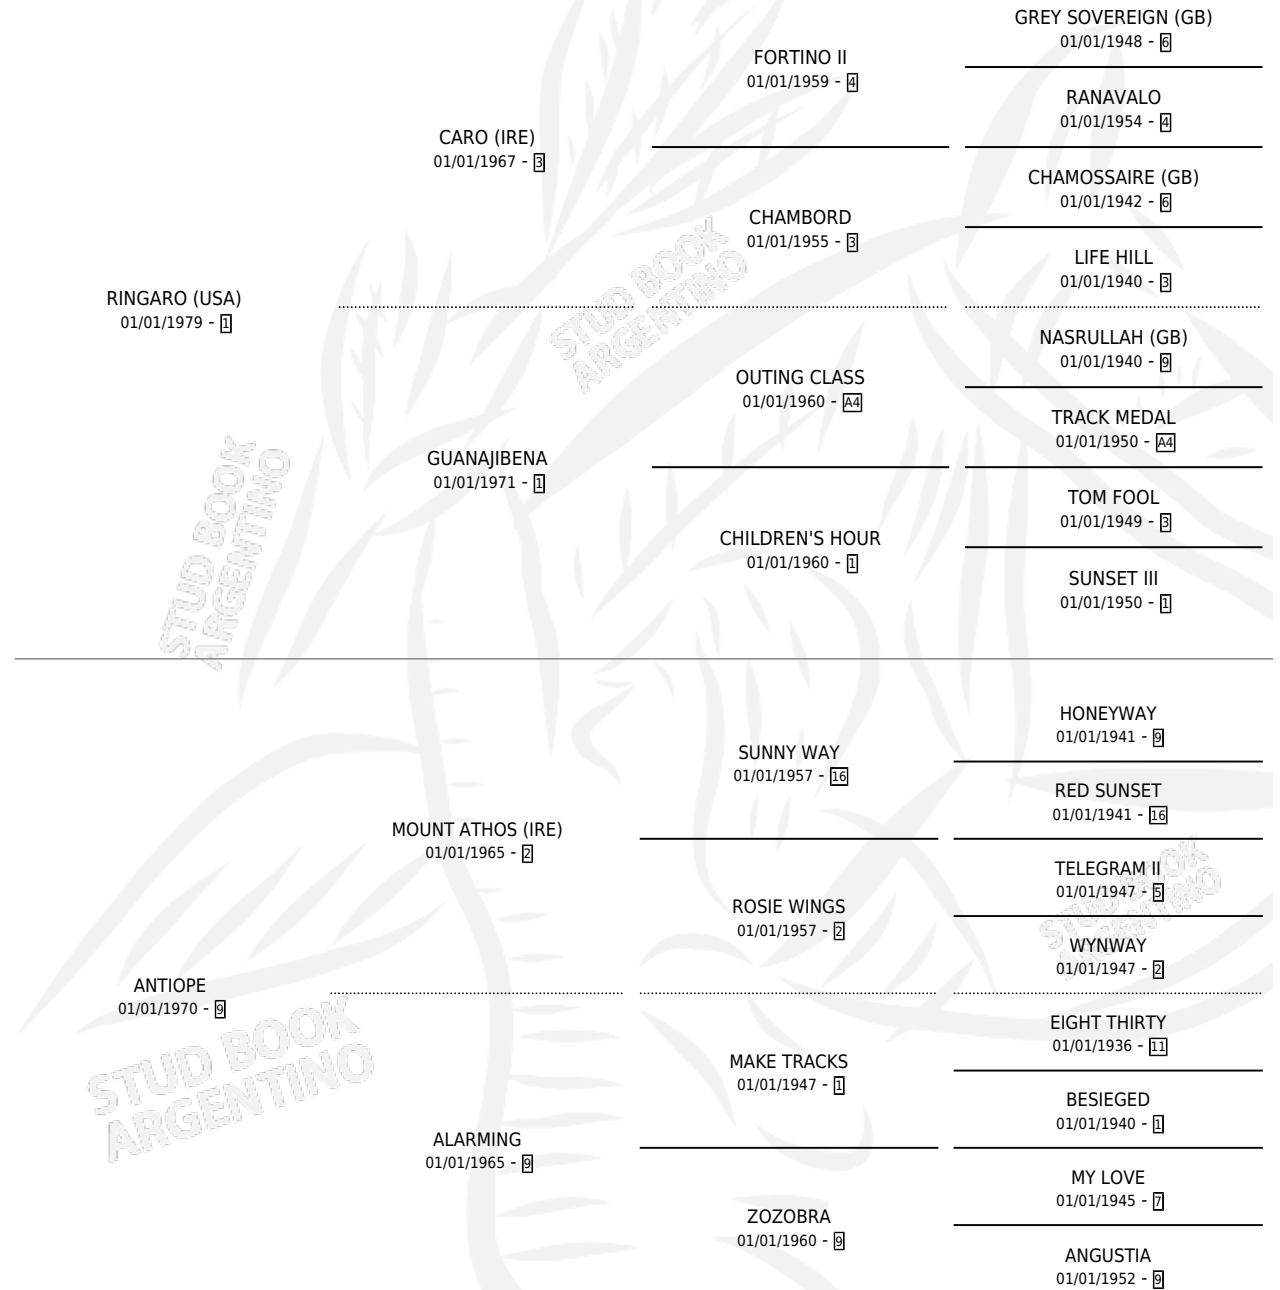 GREY SOVEREIGN (GB)
01/01/1948 - 6
FORTINO II
01/01/1959 - 4
RANAVALO
01/01/1954 - 4
CARO (IRE)
01/01/1967 - 3
CHAMOSSAIRE (GB)
01/01/1942 - 6
CHAMBORD
01/01/1955 - 3
LIFE HILL
01/01/1940 - 3
RINGARO (USA)
01/01/1979 - 1
NASRULLAH (GB)
01/01/1940 - 9
OUTING CLASS
01/01/1960 - A4
TRACK MEDAL
01/01/1950 - A4
GUANAJIBENA
01/01/1971 - 1
TOM FOOL
01/01/1949 - 3
CHILDREN'S HOUR
01/01/1960 - 1
SUNSET III
01/01/1950 - 1
HONEYWAY
01/01/1941 - 9
SUNNY WAY
01/01/1957 - 16
RED SUNSET
01/01/1941 - 16
MOUNT ATHOS (IRE)
01/01/1965 - 2
TELEGRAM II
01/01/1947 - 5
ROSIE WINGS
01/01/1957 - 2
WYNWAY
01/01/1947 - 2
ANTIOPE
01/01/1970 - 9
EIGHT THIRTY
01/01/1936 - 11
MAKE TRACKS
01/01/1947 - 1
BESIEGED
01/01/1940 - 1
ALARMING
01/01/1965 - 9
MY LOVE
01/01/1945 - 7
ZOZOBRA
01/01/1960 - 9
ANGUSTIA
01/01/1952 - 9
STUD BOOK
ARGENTINO
STUD BOOK
ARGENTINO
STUD BOOK
ARGENTINO
STUD BOOK
ARGENTINO